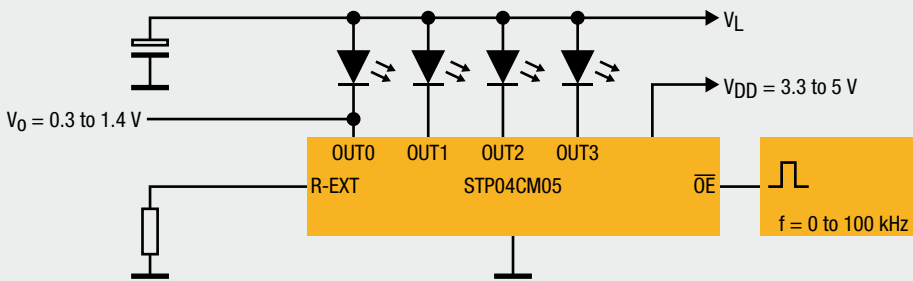 VL
VDD = 3.3 to 5 V
Vo = 0.3 to 1.4 V
OUT0 OUT1 OUT2 OUT3
R-EXT STP04CM05 OE
f = 0 to 100 kHz